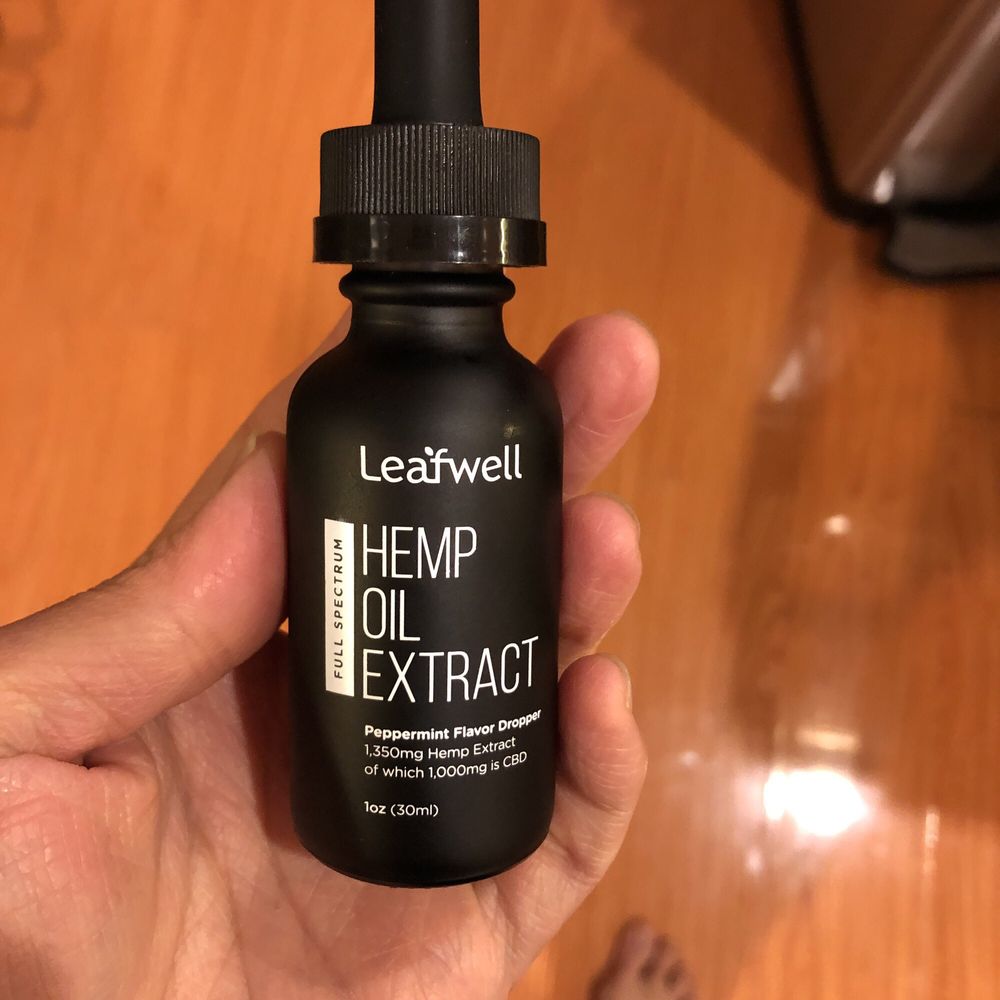 Leafwell
FULL SPECTRUM
HEMP
OIL
EXTRACT
Peppermint Flavor Dropper
1,350mg Hemp Extract
of which 1,000mg is CBD
1oz (30ml)